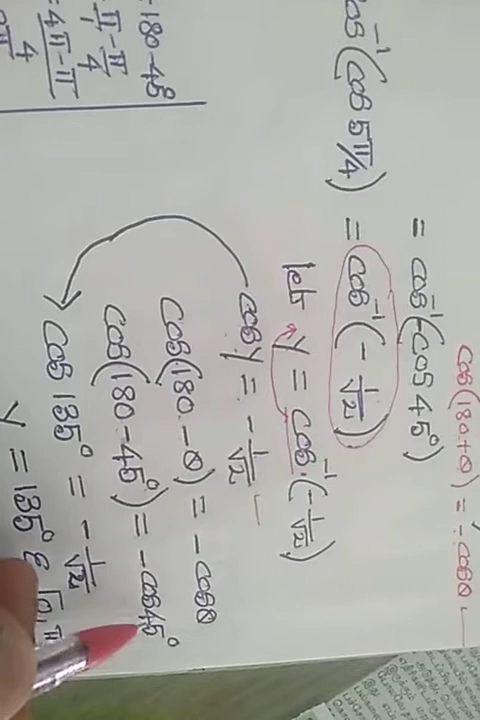 cos(180+θ) = -cosθ
= cos⁻¹(-cos 45°)
cos⁻¹(cos 5π/4) = cos⁻¹(-1/√2)
let y = cos⁻¹(-1/√2)
cos y = -1/√2
cos(180 - θ) = -cosθ
cos(180 - 45°) = -cos45°
cos 135° = -1/√2
y = 135° ∈ [0, π
180 - 45°
π/1 - π/4
= 4π - π / 4